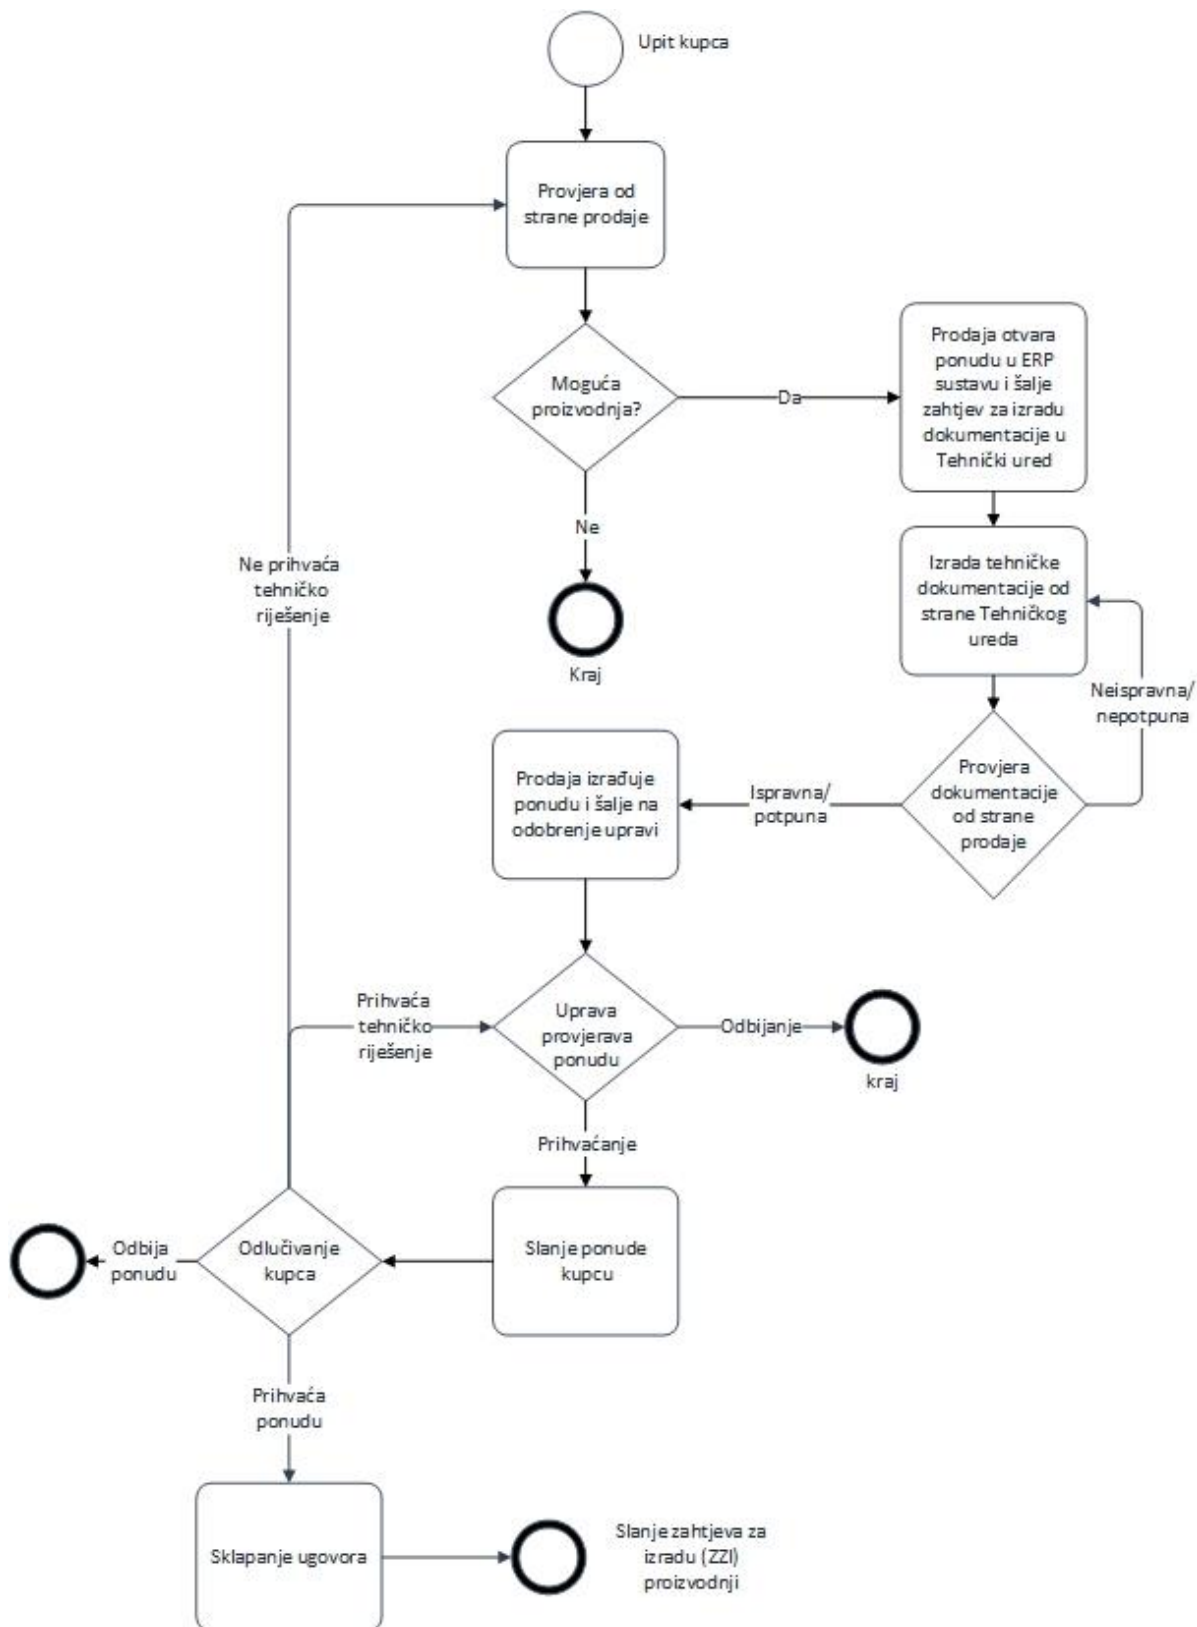 Upit kupca
Provjera od
strane prodaje
Moguća
proizvodnja?
Da
Prodaja otvara
ponudu u ERP
sustavu i šalje
zahtjev za izradu
dokumentacije u
Tehnički ured
Ne
Kraj
Ne prihvaća
tehničko
riješenje
Izrada tehničke
dokumentacije od
strane Tehničkog
ureda
Neispravna/
nepotpuna
Provjera
dokumentacije
od strane
prodaje
Ispravna/
potpuna
Prodaja izrađuje
ponudu i šalje na
odobrenje upravi
Prihvaća
tehničko
riješenje
Uprava
provjerava
ponudu
Odbijanje
kraj
Prihvaćanje
Slanje ponude
kupcu
Odlučivanje
kupca
Odbija
ponudu
Prihvaća
ponudu
Sklapanje ugovora
Slanje zahtjeva za
izradu (ZZI)
proizvodnji